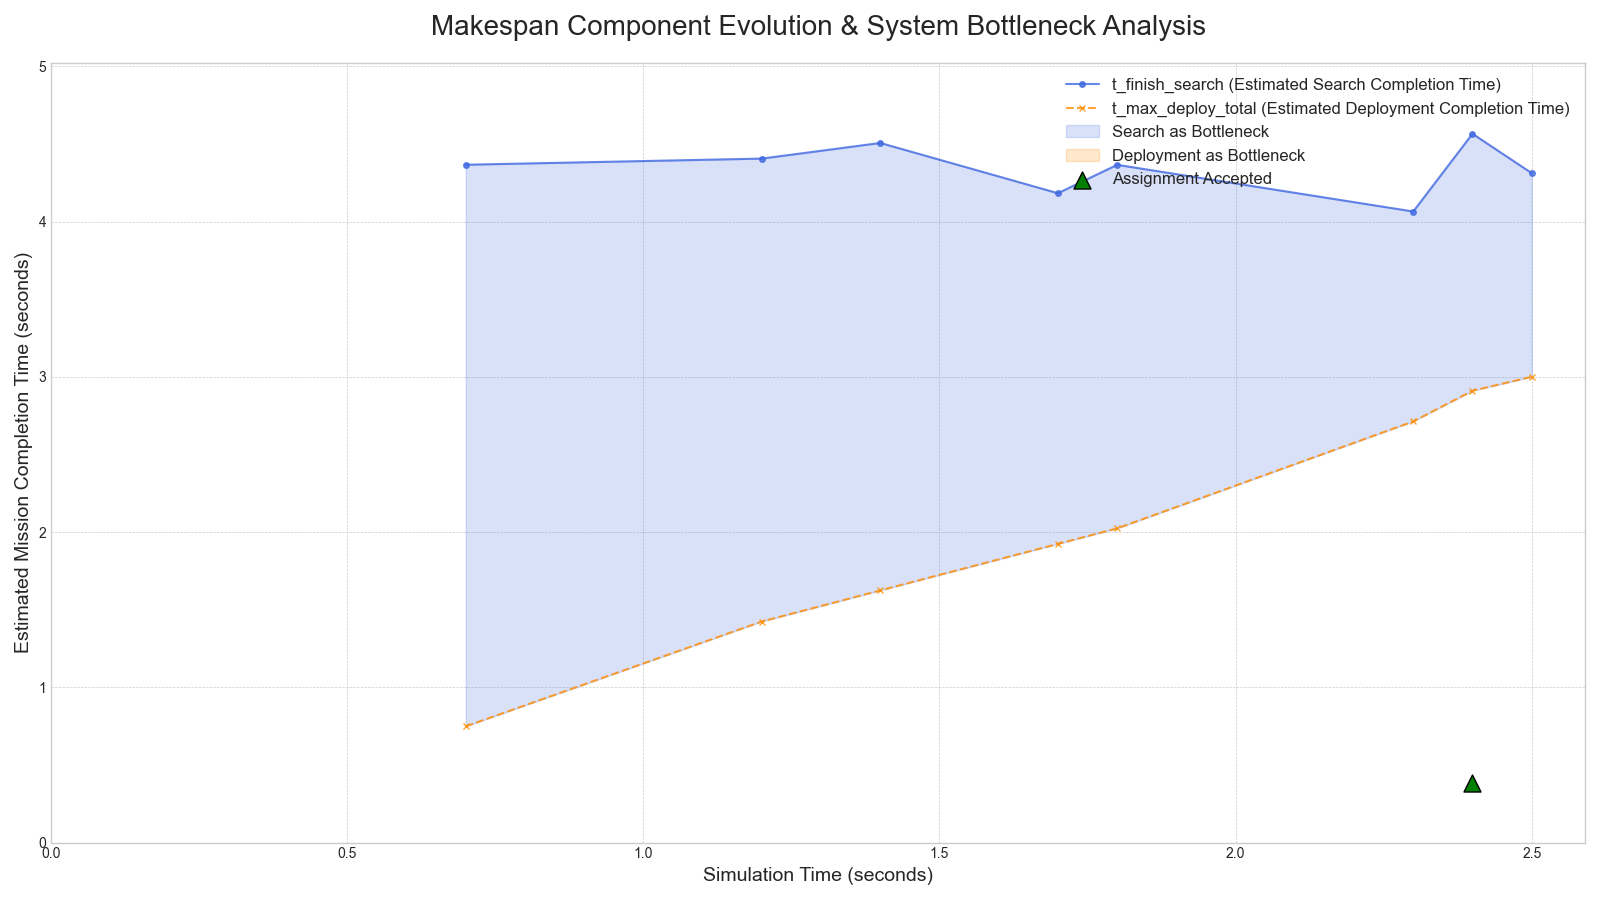 Makespan Component Evolution & System Bottleneck Analysis
t_finish_search (Estimated Search Completion Time)
t_max_deploy_total (Estimated Deployment Completion Time)
Search as Bottleneck
Deployment as Bottleneck
Assignment Accepted
Estimated Mission Completion Time (seconds)
5
4
3
2
1
0
0.0
0.5
1.0
1.5
2.0
2.5
Simulation Time (seconds)